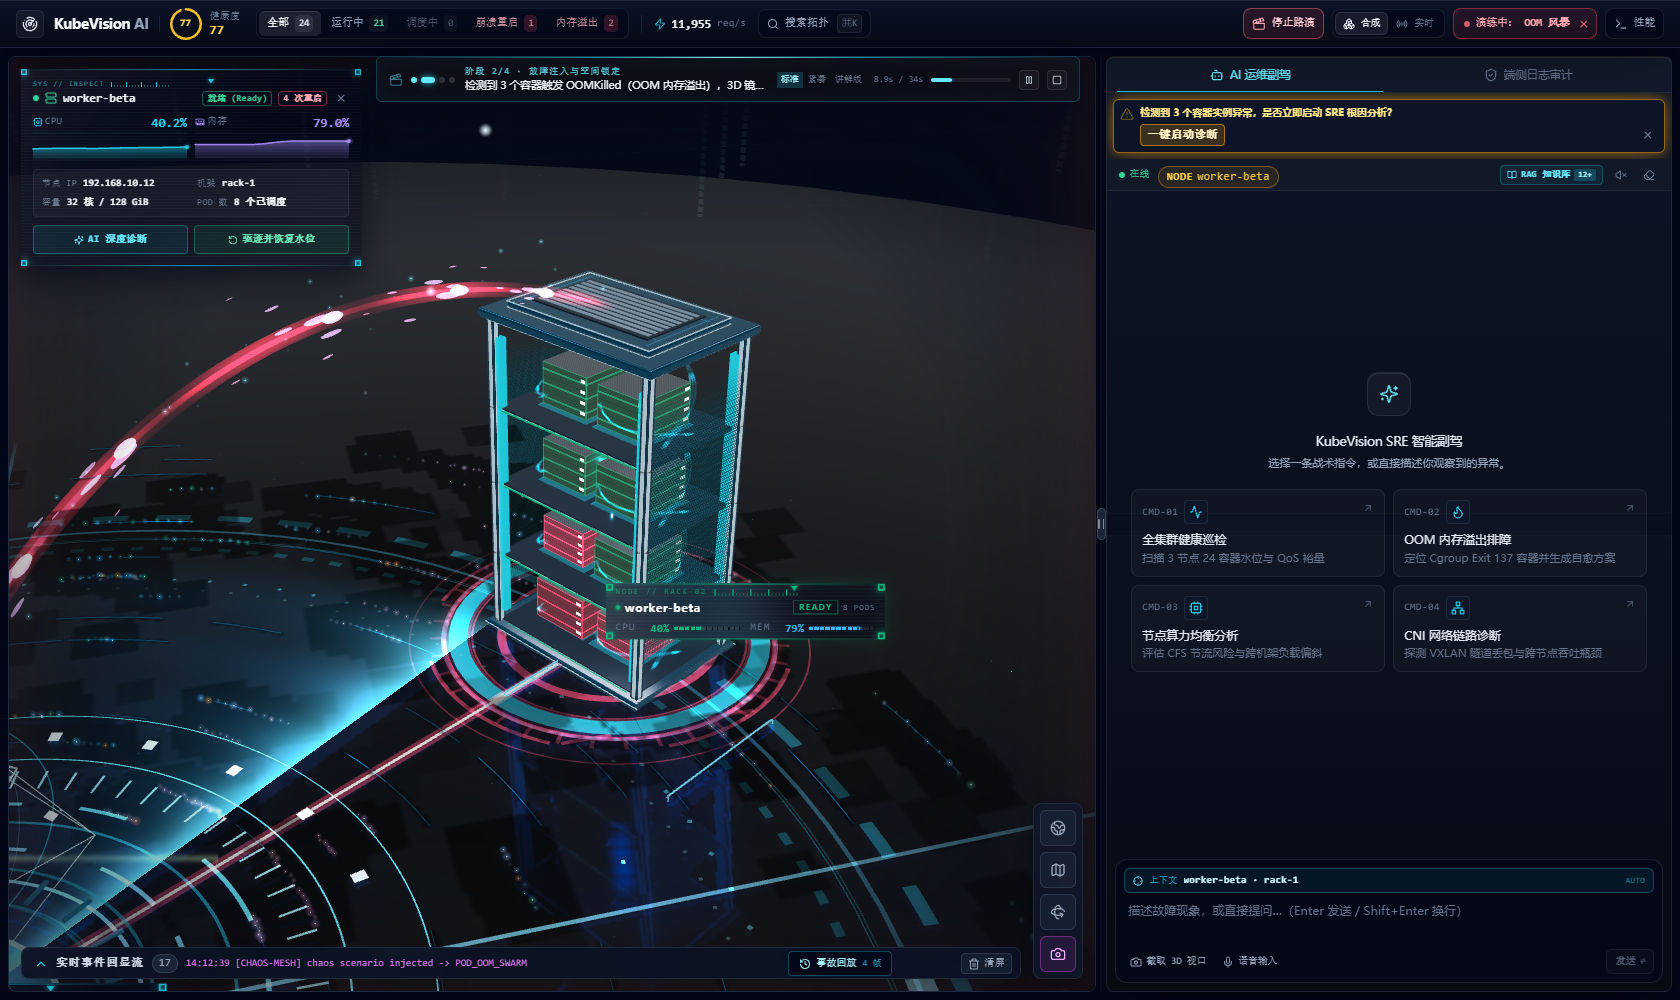 KubeVision AI
77
健康度
77
全部 24
运行中 21
调度中 0
崩溃重启 1
内存溢出 2
11,955 req/s
搜索拓扑 ⌘K
停止路演
合成
实时
演练中: OOM 风暴 ×
性能
SYS // INSPECT
worker-beta
就绪 (Ready)
4 次重启
CPU 40.2%
内存 79.0%
节点 IP 192.168.10.12
机架 rack-1
容量 32 核 / 128 GiB
POD 数 8 个已调度
AI 深度诊断
驱逐并恢复水位
阶段 2/4 · 故障注入与空间锁定
检测到 3 个容器触发 OOMKilled（OOM 内存溢出），3D 镜...
标准
紧凑
讲解版
8.9s / 34s
NODE // RACK-02
worker-beta
READY
8 PODS
CPU 40%
MEM 79%
实时事件回显流 17
14:12:39 [CHAOS-MESH] chaos scenario injected -> POD_OOM_SWARM
事故回放 4 帧
清屏
AI 运维副驾
端侧日志审计
检测到 3 个容器实例异常，是否立即启动 SRE 根因分析?
一键启动诊断
在线
NODE worker-beta
RAG 知识库 12+
KubeVision SRE 智能副驾
选择一条战术指令，或直接描述你观察到的异常。
CMD-01
全集群健康巡检
扫描 3 节点 24 容器水位与 QoS 裕量
CMD-02
OOM 内存溢出排障
定位 Cgroup Exit 137 容器并生成自愈方案
CMD-03
节点算力均衡分析
评估 CFS 节流风险与跨机架负载偏斜
CMD-04
CNI 网络链路诊断
探测 VXLAN 隧道丢包与跨节点吞吐瓶颈
上下文 worker-beta · rack-1
AUTO
描述故障现象，或直接提问...（Enter 发送 / Shift+Enter 换行）
截取 3D 视口
语音输入
发送